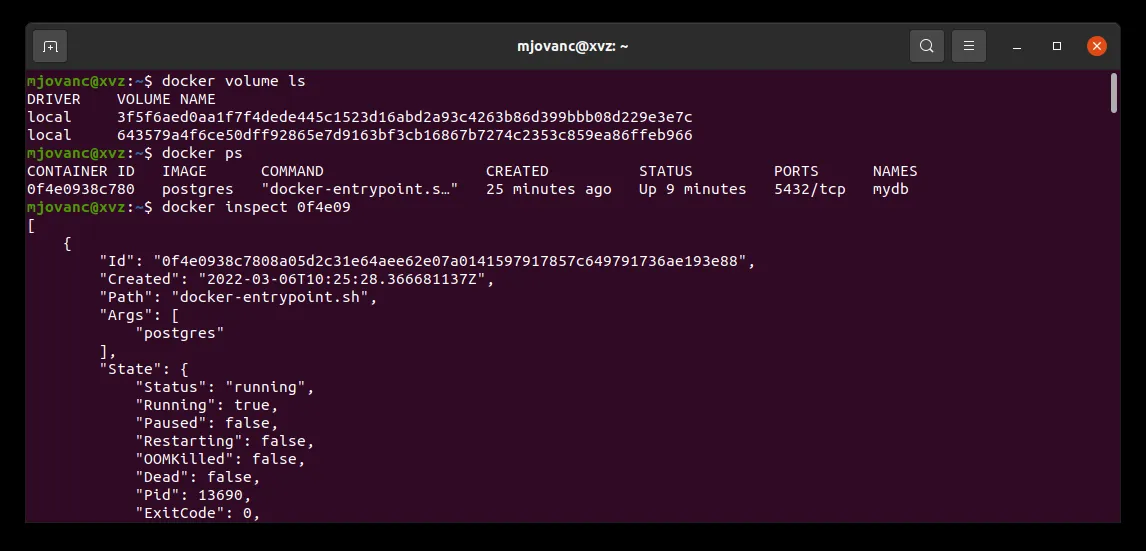 mjovanc@xvz: ~
mjovanc@xvz:~$ docker volume ls
DRIVER    VOLUME NAME
local     3f5f6aed0aa1f7f4dede445c1523d16abd2a93c4263b86d399bbb08d229e3e7c
local     643579a4f6ce50dff92865e7d9163bf3cb16867b7274c2353c859ea86ffeb966
mjovanc@xvz:~$ docker ps
CONTAINER ID   IMAGE      COMMAND                  CREATED          STATUS         PORTS      NAMES
0f4e0938c780   postgres   "docker-entrypoint.s…"   25 minutes ago   Up 9 minutes   5432/tcp   mydb
mjovanc@xvz:~$ docker inspect 0f4e09
[
    {
        "Id": "0f4e0938c7808a05d2c31e64aee62e07a0141597917857c649791736ae193e88",
        "Created": "2022-03-06T10:25:28.366681137Z",
        "Path": "docker-entrypoint.sh",
        "Args": [
            "postgres"
        ],
        "State": {
            "Status": "running",
            "Running": true,
            "Paused": false,
            "Restarting": false,
            "OOMKilled": false,
            "Dead": false,
            "Pid": 13690,
            "ExitCode": 0,